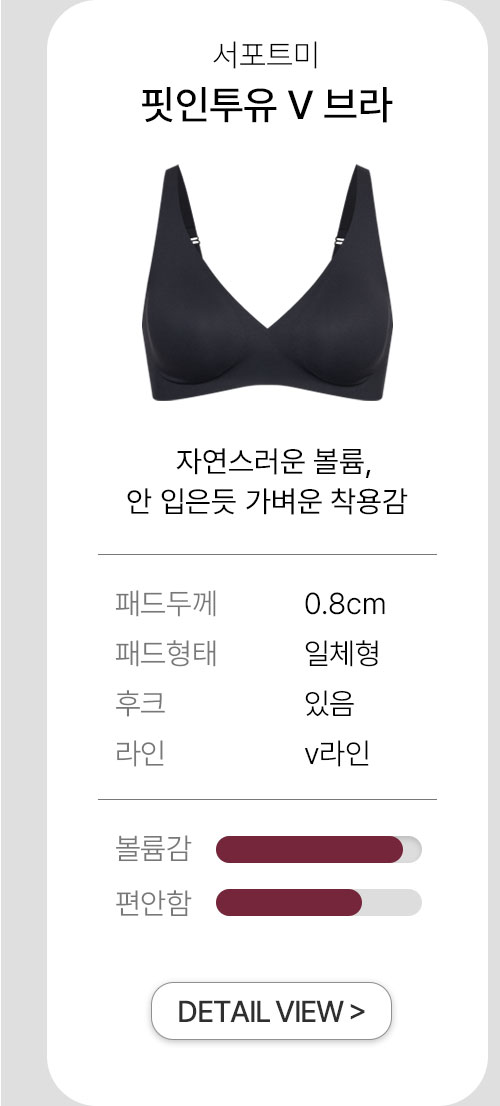 서포트미
핏인투유 V 브라
자연스러운 볼륨,
안 입은듯 가벼운 착용감
패드두께 0.8cm
패드형태 일체형
후크 있음
라인 v라인
볼륨감
편안함
DETAIL VIEW >